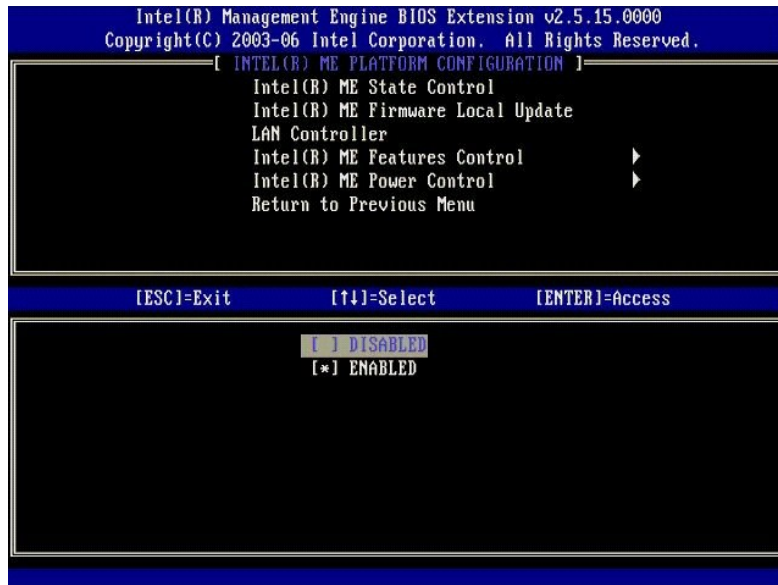 Intel(R) Management Engine BIOS Extension v2.5.15.0000
Copyright(C) 2003-06 Intel Corporation. All Rights Reserved.
[ INTEL(R) ME PLATFORM CONFIGURATION ]
Intel(R) ME State Control
Intel(R) ME Firmware Local Update
LAN Controller
Intel(R) ME Features Control ►
Intel(R) ME Power Control ►
Return to Previous Menu
[ESC]=Exit [↑↓]=Select [ENTER]=Access
[ ] DISABLED
[*] ENABLED